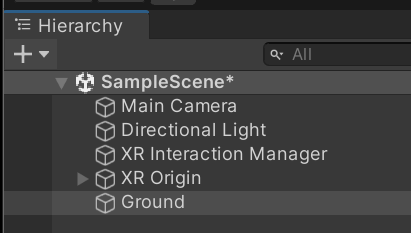 Hierarchy
All
SampleScene*
Main Camera
Directional Light
XR Interaction Manager
XR Origin
Ground